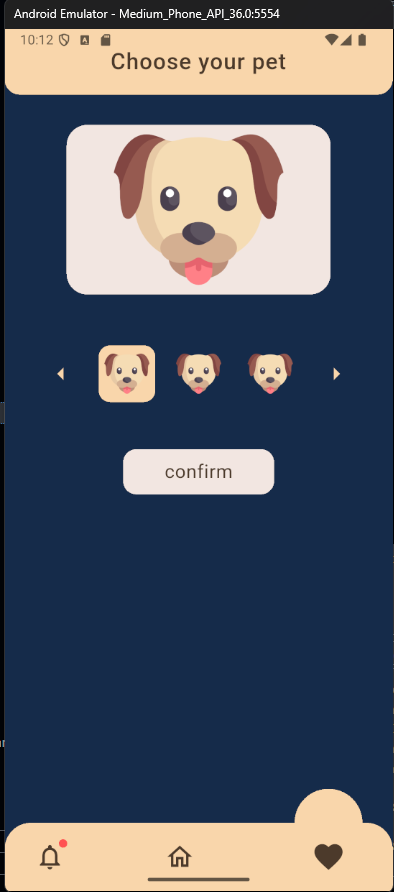 Android Emulator - Medium_Phone_API_36.0:5554
10:12
Choose your pet
confirm